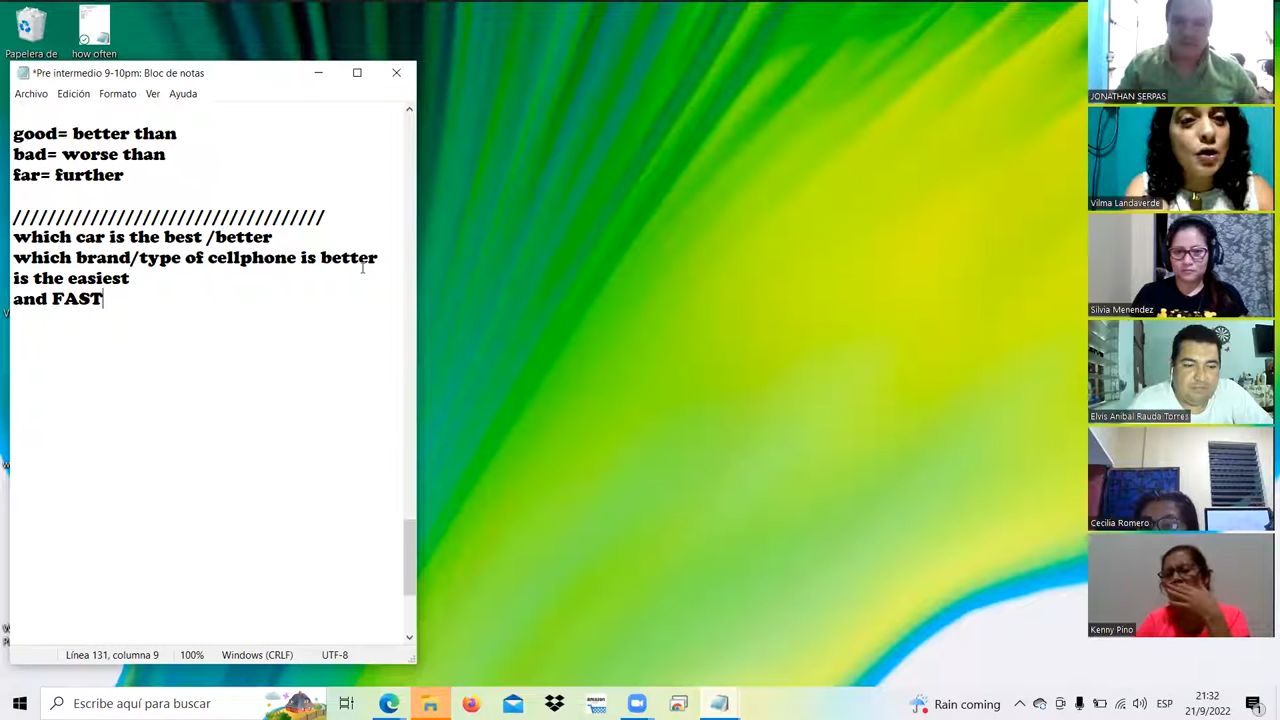 Papelera de
how often
*Pre intermedio 9-10pm: Bloc de notas
Archivo Edición Formato Ver Ayuda
good= better than
bad= worse than
far= further
////////////////////////////////////
which car is the best /better
which brand/type of cellphone is better
is the easiest
and FAST
Línea 131, columna 9 100% Windows (CRLF) UTF-8
JONATHAN SERPAS
Vilma Landaverde
Silvia Menendez
Elvis Anibal Rauda Torres
Cecilia Romero
Kenny Pino
Escribe aquí para buscar
amazon
Rain coming
ESP
21:32
21/9/2022
1